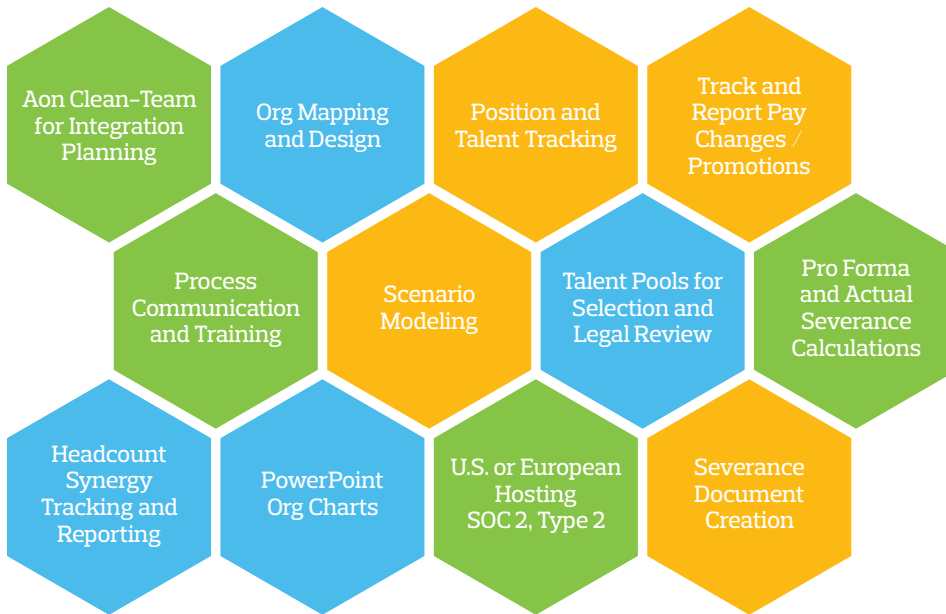 Aon Clean-Team
for Integration
Planning
Org Mapping
and Design
Position and
Talent Tracking
Track and
Report Pay
Changes /
Promotions
Process
Communication
and Training
Scenario
Modeling
Talent Pools for
Selection and
Legal Review
Pro Forma
and Actual
Severance
Calculations
Headcount
Synergy
Tracking and
Reporting
PowerPoint
Org Charts
U.S. or European
Hosting
SOC 2, Type 2
Severance
Document
Creation